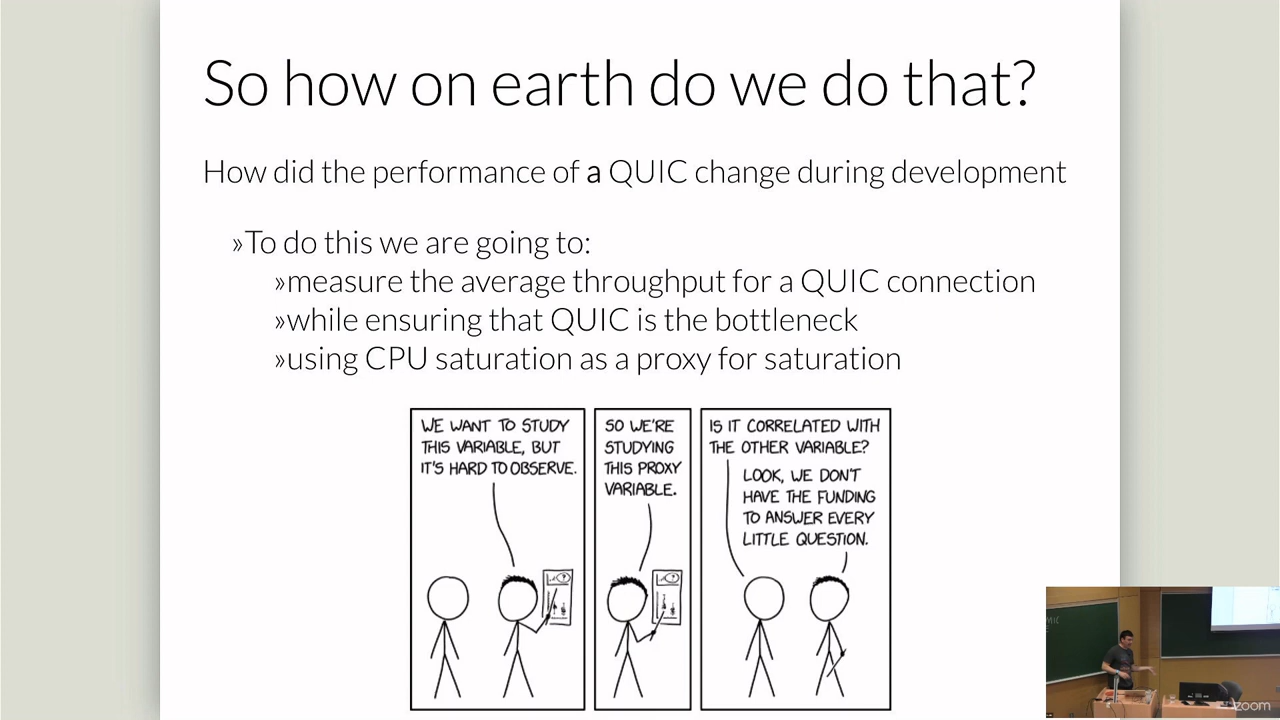 So how on earth do we do that?
How did the performance of a QUIC change during development
»To do this we are going to:
»measure the average throughput for a QUIC connection
»while ensuring that QUIC is the bottleneck
»using CPU saturation as a proxy for saturation
WE WANT TO STUDY
THIS VARIABLE, BUT
IT'S HARD TO OBSERVE.
SO WE'RE
STUDYING
THIS PROXY
VARIABLE.
IS IT CORRELATED WITH
THE OTHER VARIABLE?
LOOK, WE DON'T
HAVE THE FUNDING
TO ANSWER EVERY
LITTLE QUESTION.
zoom